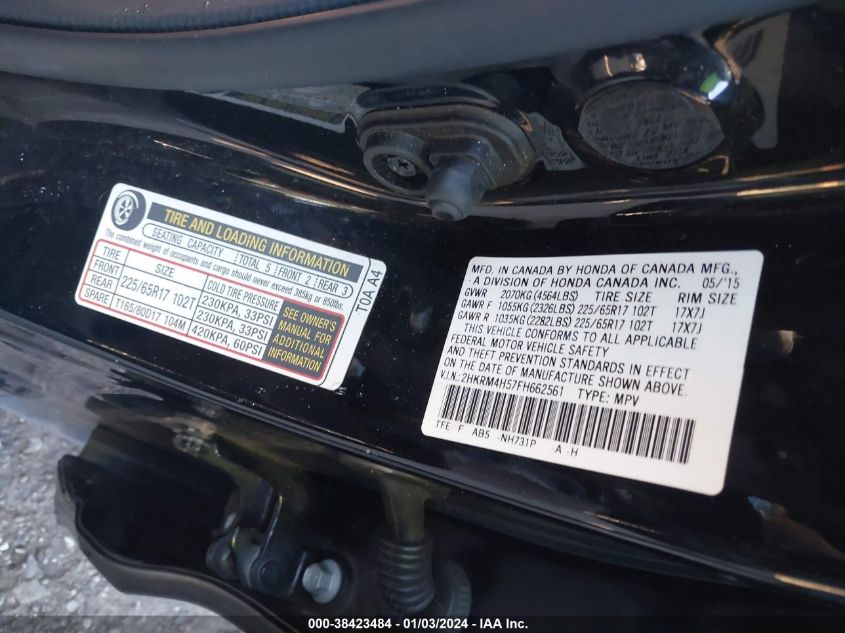 TIRE AND LOADING INFORMATION
SEATING CAPACITY TOTAL 5 FRONT 2 REAR 3
The combined weight of occupants and cargo should never exceed 385kg or 850lbs.
TIRE SIZE COLD TIRE PRESSURE
FRONT 225/65R17 102T 230KPA, 33PSI
REAR 230KPA, 33PSI
SPARE T165/80D17 104M 420KPA, 60PSI
SEE OWNER'S
MANUAL FOR
ADDITIONAL
INFORMATION
T0A A4
MFD. IN CANADA BY HONDA OF CANADA MFG.,
-A DIVISION OF HONDA CANADA INC. 05/'15
GVWR 2070KG (4564LBS) TIRE SIZE RIM SIZE
GAWR F 1055KG (2326LBS) 225/65R17 102T 17X7J
GAWR R 1035KG (2282LBS) 225/65R17 102T 17X7J
THIS VEHICLE CONFORMS TO ALL APPLICABLE
FEDERAL MOTOR VEHICLE SAFETY
AND THEFT PREVENTION STANDARDS IN EFFECT
ON THE DATE OF MANUFACTURE SHOWN ABOVE.
V.I.N.: 2HKRM4H57FH662561 TYPE: MPV
TFE- F AB5 -NH731P -A -H
000-38423484 - 01/03/2024 - IAA Inc.